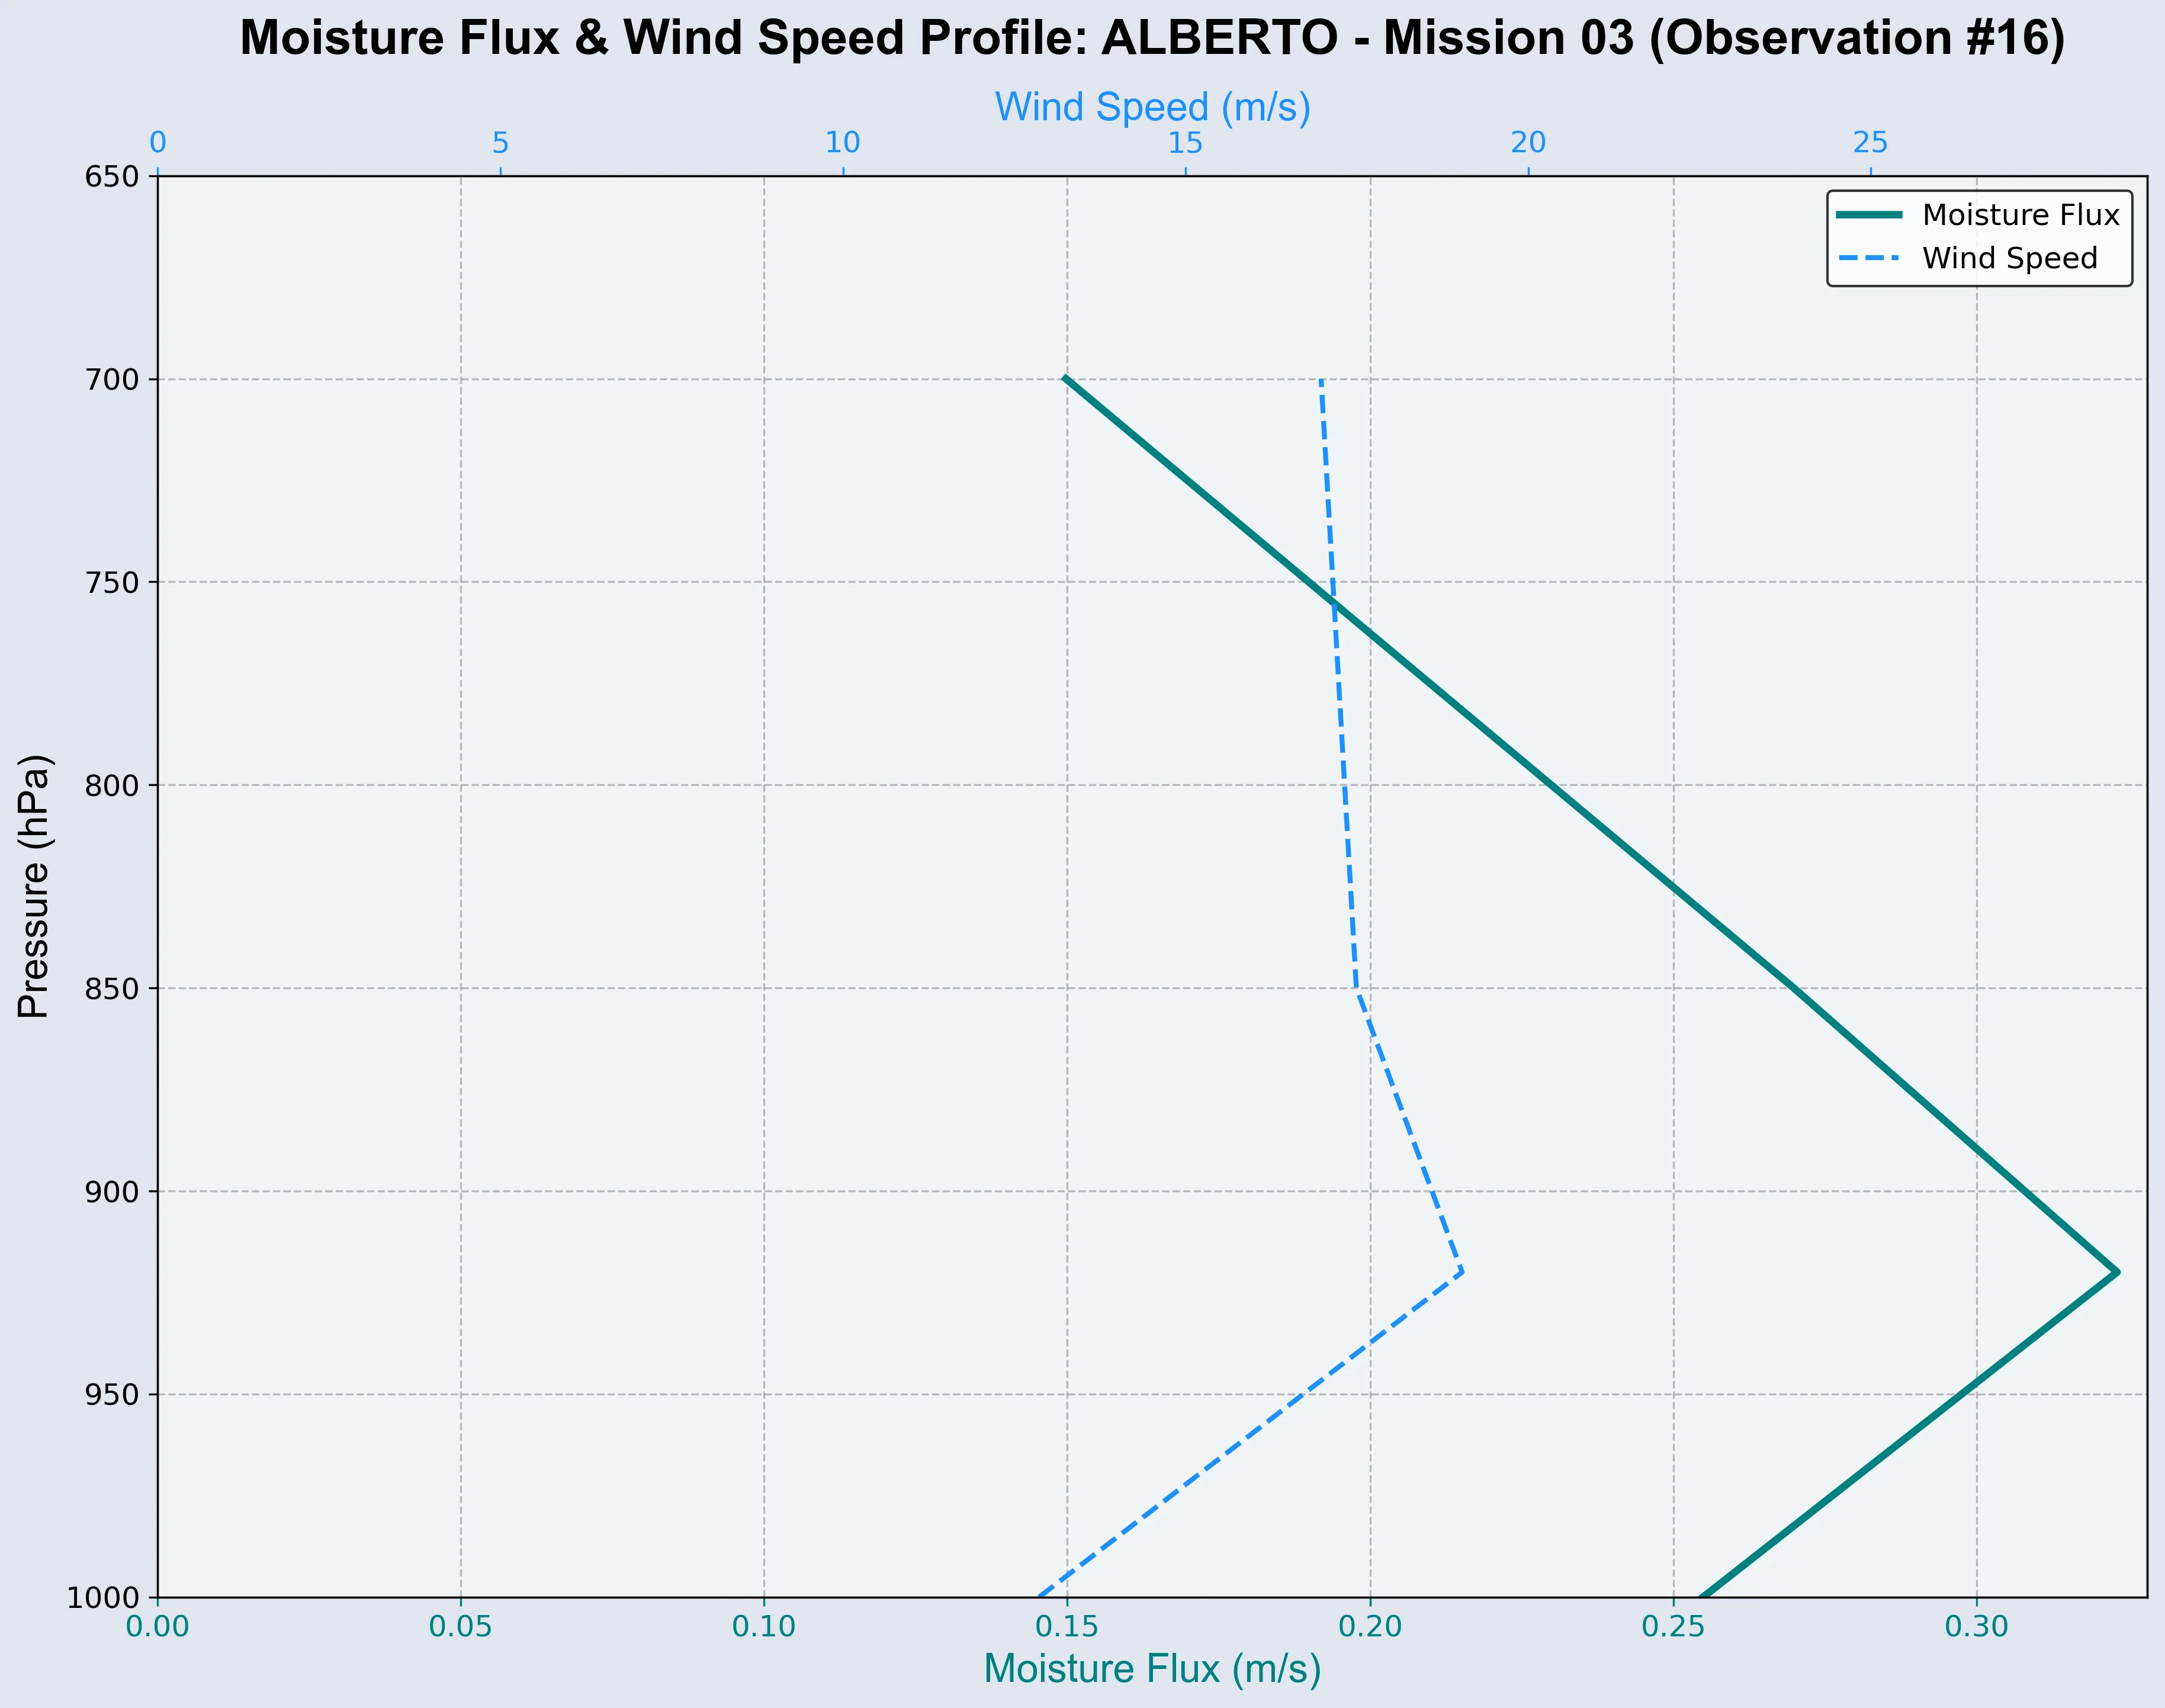 Moisture Flux & Wind Speed Profile: ALBERTO - Mission 03 (Observation #16)
Wind Speed (m/s)
0 5 10 15 20 25
Moisture Flux
Wind Speed
Pressure (hPa)
650
700
750
800
850
900
950
1000
0.00 0.05 0.10 0.15 0.20 0.25 0.30
Moisture Flux (m/s)